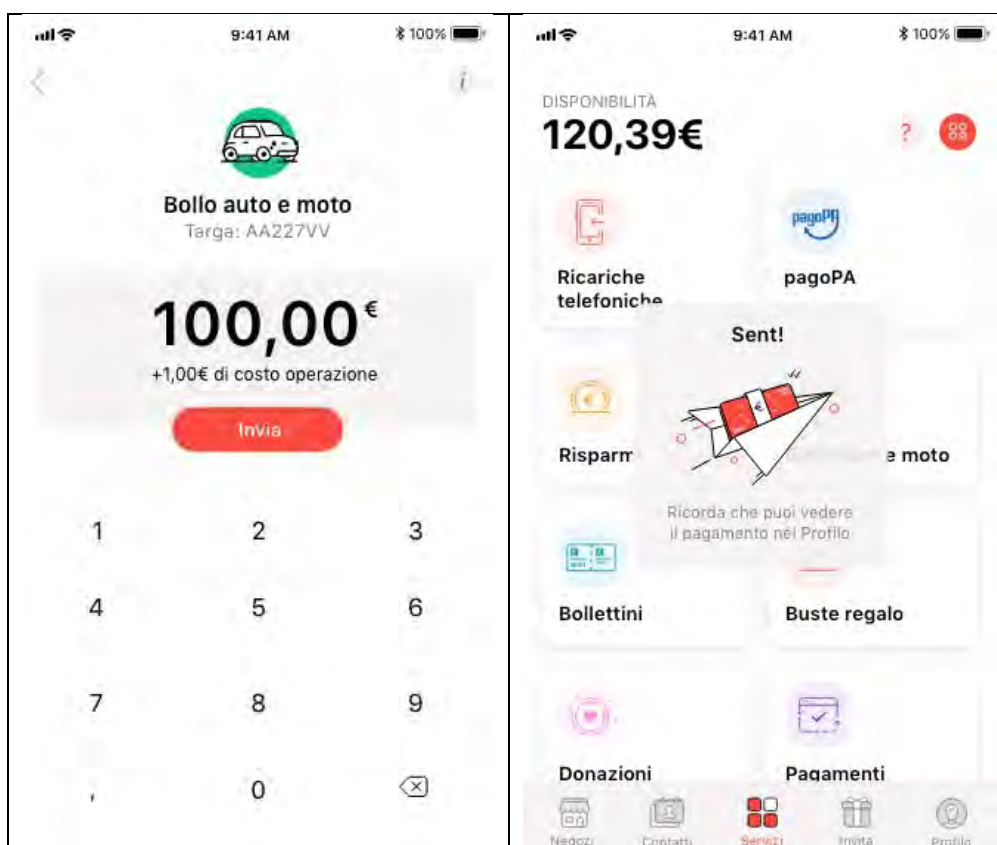 9:41 AM
100%
i
Bollo auto e moto
Targa: AA227VV
100,00€
+1,00€ di costo operazione
Invia
1 2 3
4 5 6
7 8 9
, 0
9:41 AM
100%
DISPONIBILITÀ
120,39€
?
pagoPA
Ricariche
telefoniche
pagoPA
Sent!
€
Risparm
e moto
Ricorda che puoi vedere
il pagamento nel Profilo
Bollettini
Buste regalo
Donazioni
Pagamenti
Negozi
Contatti
Servizi
Invita
Profilo